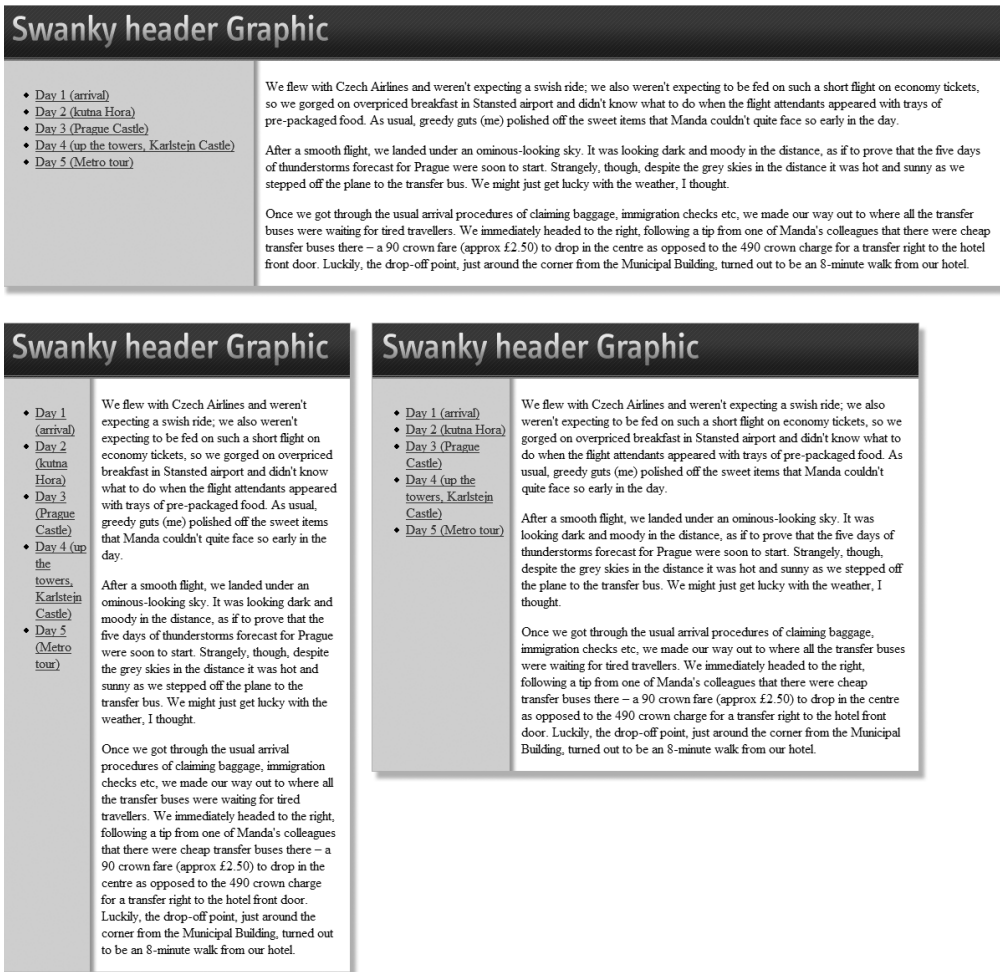 Swanky header Graphic
Day 1 (arrival)
Day 2 (kutna Hora)
Day 3 (Prague Castle)
Day 4 (up the towers, Karlstejn Castle)
Day 5 (Metro tour)
We flew with Czech Airlines and weren't expecting a swish ride; we also weren't expecting to be fed on such a short flight on economy tickets,
so we gorged on overpriced breakfast in Stansted airport and didn't know what to do when the flight attendants appeared with trays of
pre-packaged food. As usual, greedy guts (me) polished off the sweet items that Manda couldn't quite face so early in the day.
After a smooth flight, we landed under an ominous-looking sky. It was looking dark and moody in the distance, as if to prove that the five days
of thunderstorms forecast for Prague were soon to start. Strangely, though, despite the grey skies in the distance it was hot and sunny as we
stepped off the plane to the transfer bus. We might just get lucky with the weather, I thought.
Once we got through the usual arrival procedures of claiming baggage, immigration checks etc, we made our way out to where all the transfer
buses were waiting for tired travellers. We immediately headed to the right, following a tip from one of Manda's colleagues that there were cheap
transfer buses there – a 90 crown fare (approx £2.50) to drop in the centre as opposed to the 490 crown charge for a transfer right to the hotel
front door. Luckily, the drop-off point, just around the corner from the Municipal Building, turned out to be an 8-minute walk from our hotel.
Swanky header Graphic
Day 1
(arrival)
Day 2
(kutna
Hora)
Day 3
(Prague
Castle)
Day 4 (up
the
towers,
Karlstejn
Castle)
Day 5
(Metro
tour)
We flew with Czech Airlines and weren't
expecting a swish ride; we also weren't
expecting to be fed on such a short flight on
economy tickets, so we gorged on overpriced
breakfast in Stansted airport and didn't know
what to do when the flight attendants appeared
with trays of pre-packaged food. As usual,
greedy guts (me) polished off the sweet items
that Manda couldn't quite face so early in the
day.
After a smooth flight, we landed under an
ominous-looking sky. It was looking dark and
moody in the distance, as if to prove that the
five days of thunderstorms forecast for Prague
were soon to start. Strangely, though, despite
the grey skies in the distance it was hot and
sunny as we stepped off the plane to the
transfer bus. We might just get lucky with the
weather, I thought.
Once we got through the usual arrival
procedures of claiming baggage, immigration
checks etc, we made our way out to where all
the transfer buses were waiting for tired
travellers. We immediately headed to the right,
following a tip from one of Manda's colleagues
that there were cheap transfer buses there – a
90 crown fare (approx £2.50) to drop in the
centre as opposed to the 490 crown charge
for a transfer right to the hotel front door.
Luckily, the drop-off point, just around the
corner from the Municipal Building, turned out
to be an 8-minute walk from our hotel.
Swanky header Graphic
Day 1 (arrival)
Day 2 (kutna Hora)
Day 3 (Prague
Castle)
Day 4 (up the
towers, Karlstejn
Castle)
Day 5 (Metro tour)
We flew with Czech Airlines and weren't expecting a swish ride; we also
weren't expecting to be fed on such a short flight on economy tickets, so we
gorged on overpriced breakfast in Stansted airport and didn't know what to
do when the flight attendants appeared with trays of pre-packaged food. As
usual, greedy guts (me) polished off the sweet items that Manda couldn't
quite face so early in the day.
After a smooth flight, we landed under an ominous-looking sky. It was
looking dark and moody in the distance, as if to prove that the five days of
thunderstorms forecast for Prague were soon to start. Strangely, though,
despite the grey skies in the distance it was hot and sunny as we stepped off
the plane to the transfer bus. We might just get lucky with the weather, I
thought.
Once we got through the usual arrival procedures of claiming baggage,
immigration checks etc, we made our way out to where all the transfer buses
were waiting for tired travellers. We immediately headed to the right,
following a tip from one of Manda's colleagues that there were cheap
transfer buses there – a 90 crown fare (approx £2.50) to drop in the centre
as opposed to the 490 crown charge for a transfer right to the hotel front
door. Luckily, the drop-off point, just around the corner from the Municipal
Building, turned out to be an 8-minute walk from our hotel.